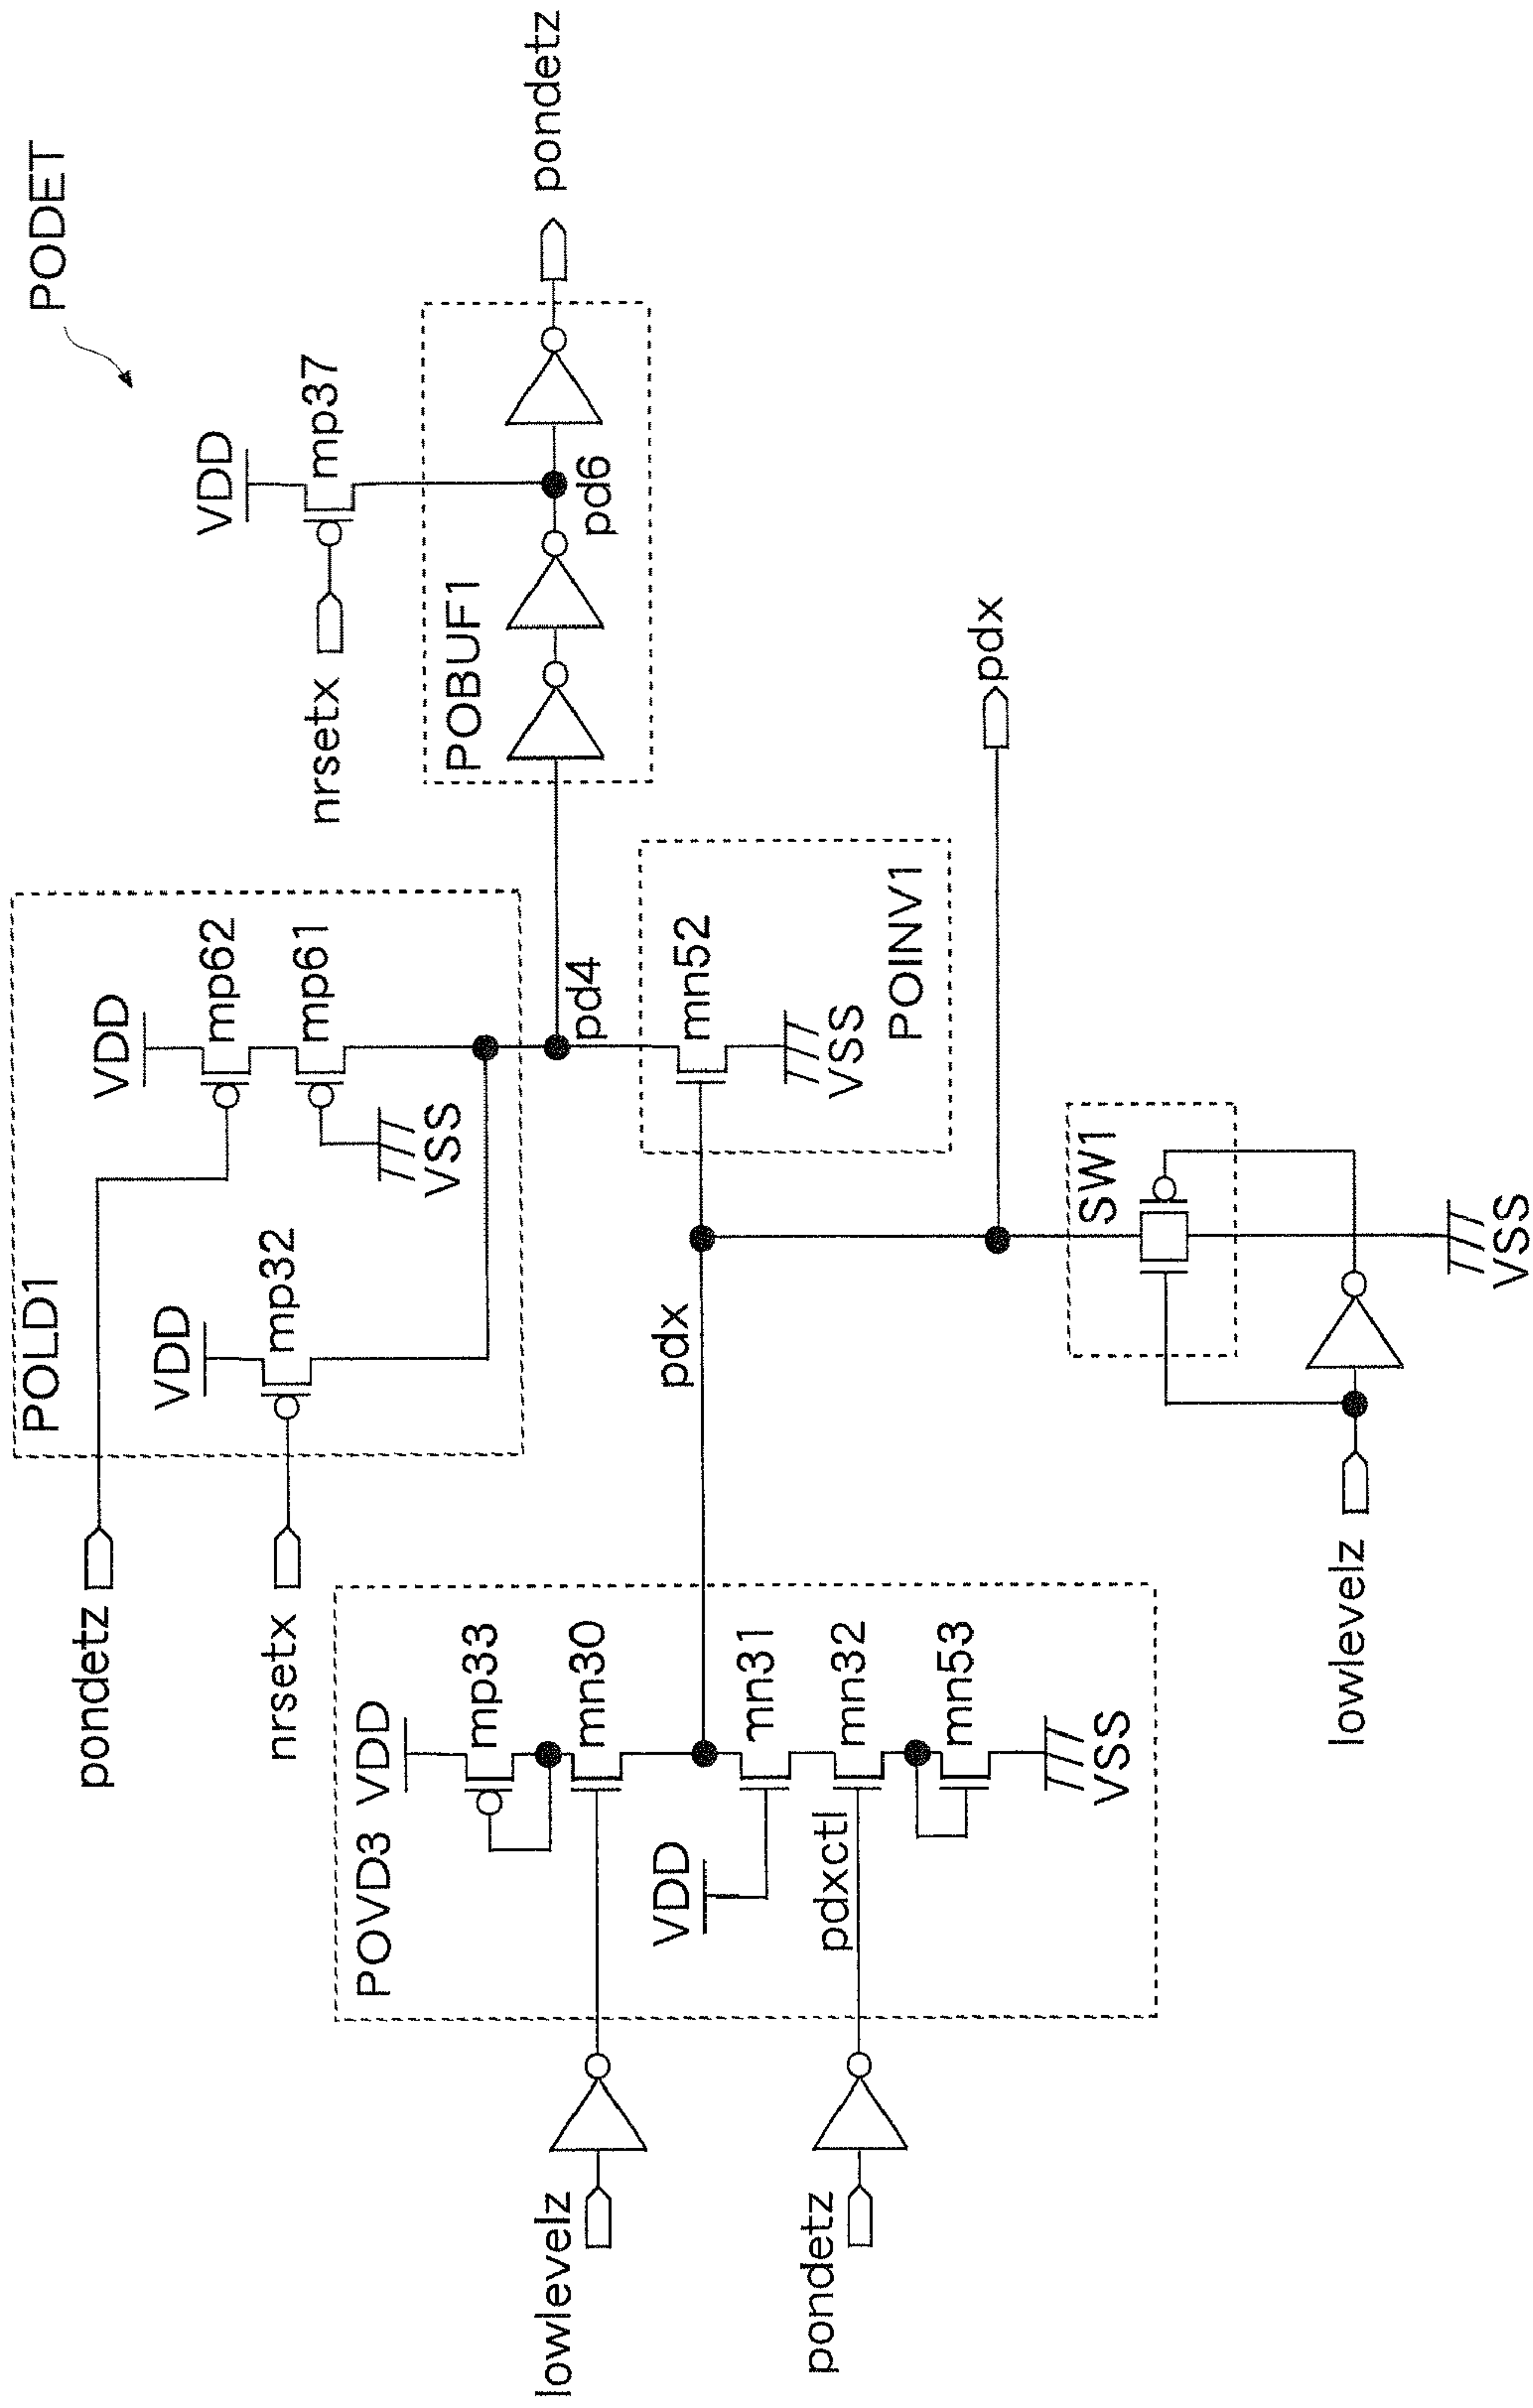 PODET
POLD1
pondetz
VDD
mp62
mp61
VSS
nrsetx
VDD
mp32
VDD
mp37
nrsetx
POBUF1
pd6
pondetz
pd4
mn52
VSS
POINV1
POVD3
VDD
mp33
mn30
VDD
mn31
pdxctl
mn32
mn53
VSS
lowlevelz
pondetz
pdx
pdx
SW1
lowlevelz
VSS